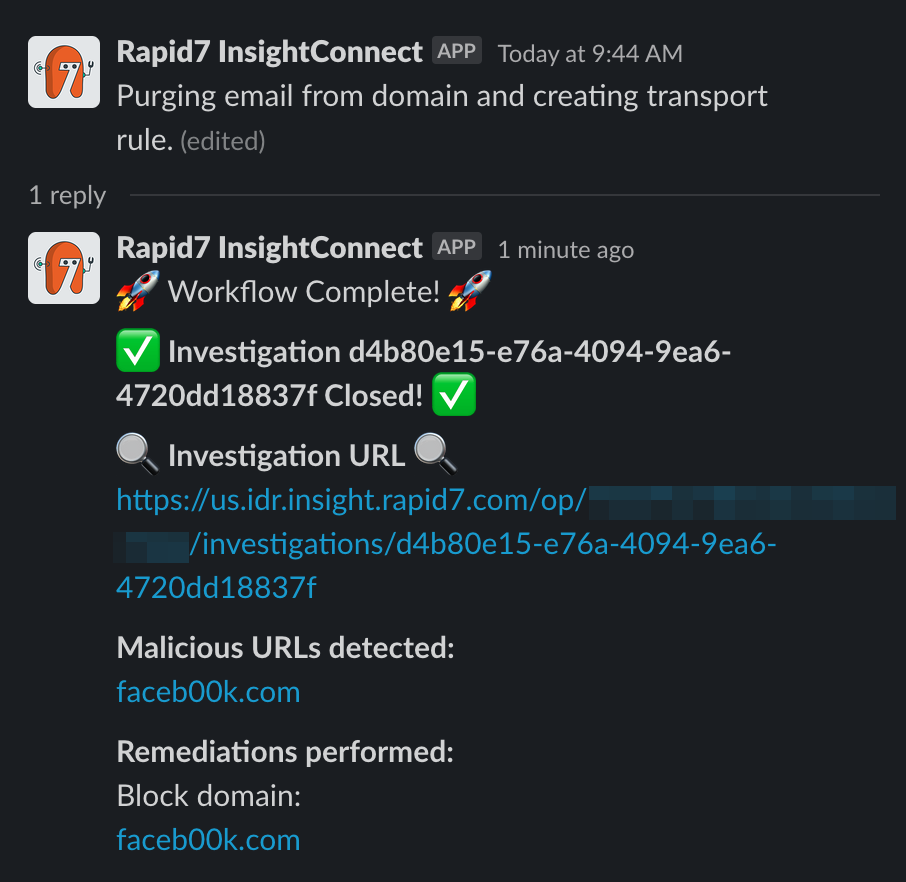 Rapid7 InsightConnect APP Today at 9:44 AM
Purging email from domain and creating transport
rule. (edited)
1 reply
Rapid7 InsightConnect APP 1 minute ago
🚀 Workflow Complete! 🚀
✅ Investigation d4b80e15-e76a-4094-9ea6-
4720dd18837f Closed! ✅
🔍 Investigation URL 🔍
https://us.idr.insight.rapid7.com/op/
/investigations/d4b80e15-e76a-4094-9ea6-
4720dd18837f
Malicious URLs detected:
faceb00k.com
Remediations performed:
Block domain:
faceb00k.com